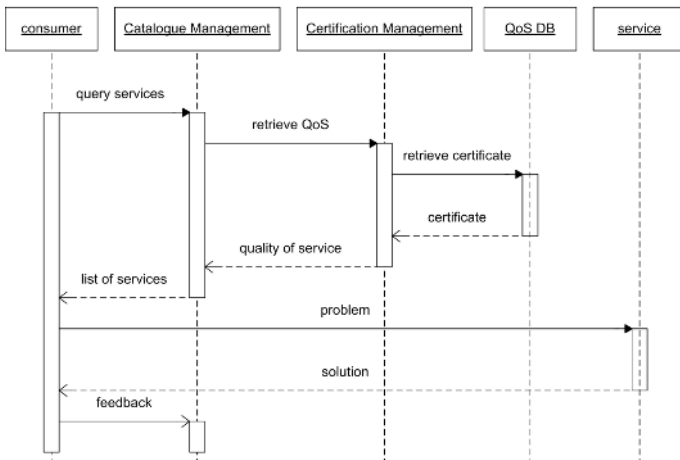 consumer
Catalogue Management
Certification Management
QoS DB
service
query services
retrieve QoS
retrieve certificate
certificate
quality of service
list of services
problem
solution
feedback